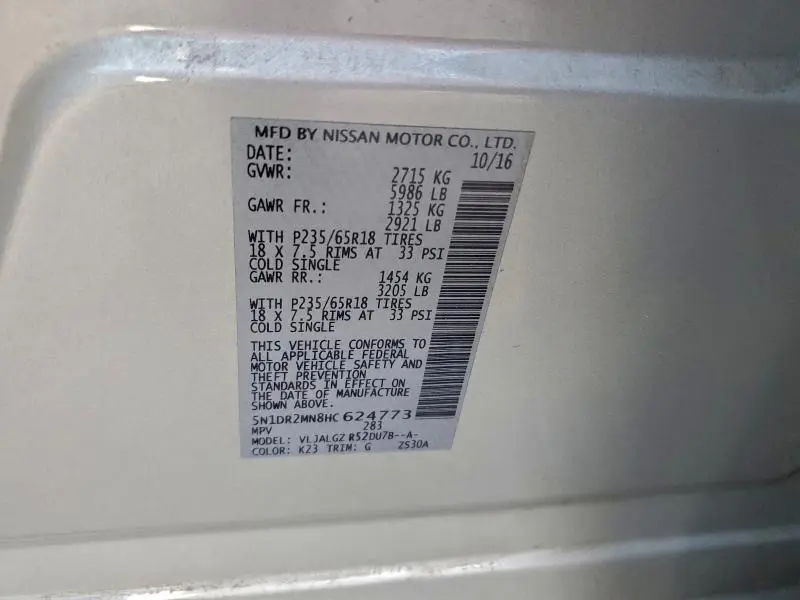 MFD BY NISSAN MOTOR CO., LTD.
DATE: 10/16
GVWR: 2715 KG
5986 LB
GAWR FR.: 1325 KG
2921 LB
WITH P235/65R18 TIRES
18 X 7.5 RIMS AT 33 PSI
COLD SINGLE
GAWR RR.: 1454 KG
3205 LB
WITH P235/65R18 TIRES
18 X 7.5 RIMS AT 33 PSI
COLD SINGLE
THIS VEHICLE CONFORMS TO
ALL APPLICABLE FEDERAL
MOTOR VEHICLE SAFETY AND
THEFT PREVENTION
STANDARDS IN EFFECT ON
THE DATE OF MANUFACTURE
SHOWN ABOVE.
5N1DR2MN8HC 624773
MPV 283
MODEL: VLJALGZ R52DU7B--A-
COLOR: K23 TRIM: G ZS30A